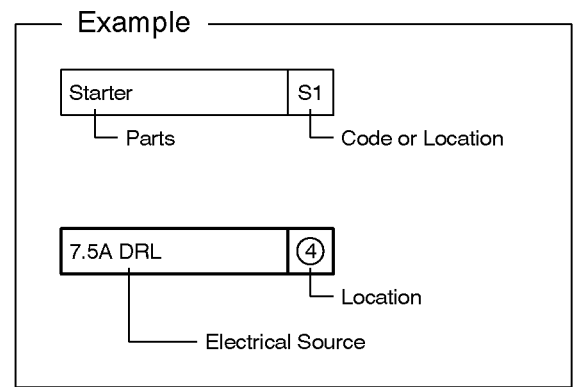 Example
Starter S1
Parts Code or Location
7.5A DRL ④
Location
Electrical Source